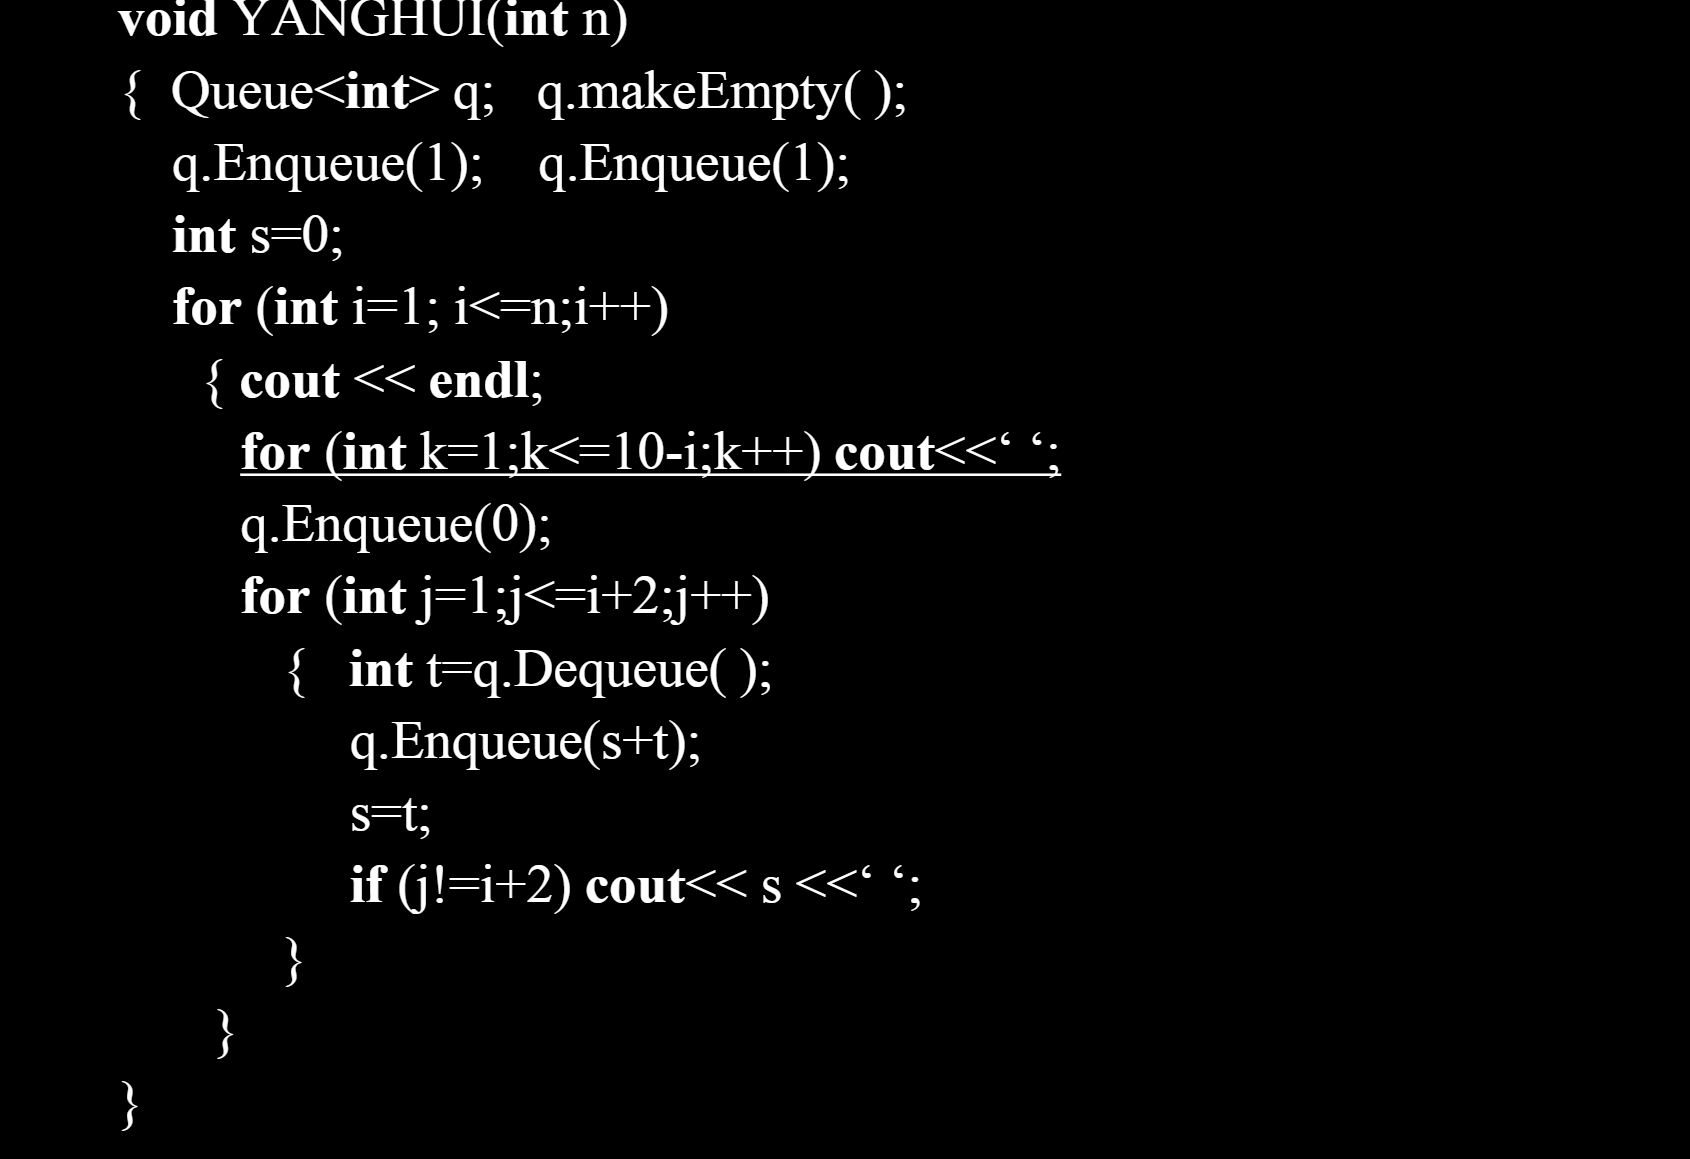 void YANGHUI(int n)
{ Queue<int> q; q.makeEmpty( );
q.Enqueue(1); q.Enqueue(1);
int s=0;
for (int i=1; i<=n;i++)
{ cout << endl;
for (int k=1;k<=10-i;k++) cout<<‘ ‘;
q.Enqueue(0);
for (int j=1;j<=i+2;j++)
{ int t=q.Dequeue( );
q.Enqueue(s+t);
s=t;
if (j!=i+2) cout<< s <<‘ ‘;
}
}
}